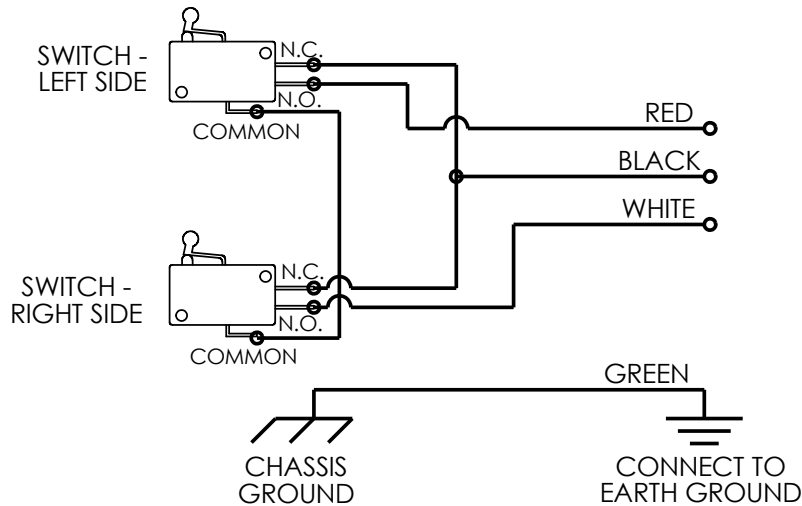 SWITCH -
LEFT SIDE
N.C.
N.O.
COMMON
RED
BLACK
WHITE
SWITCH -
RIGHT SIDE
N.C.
N.O.
COMMON
GREEN
CHASSIS
GROUND
CONNECT TO
EARTH GROUND